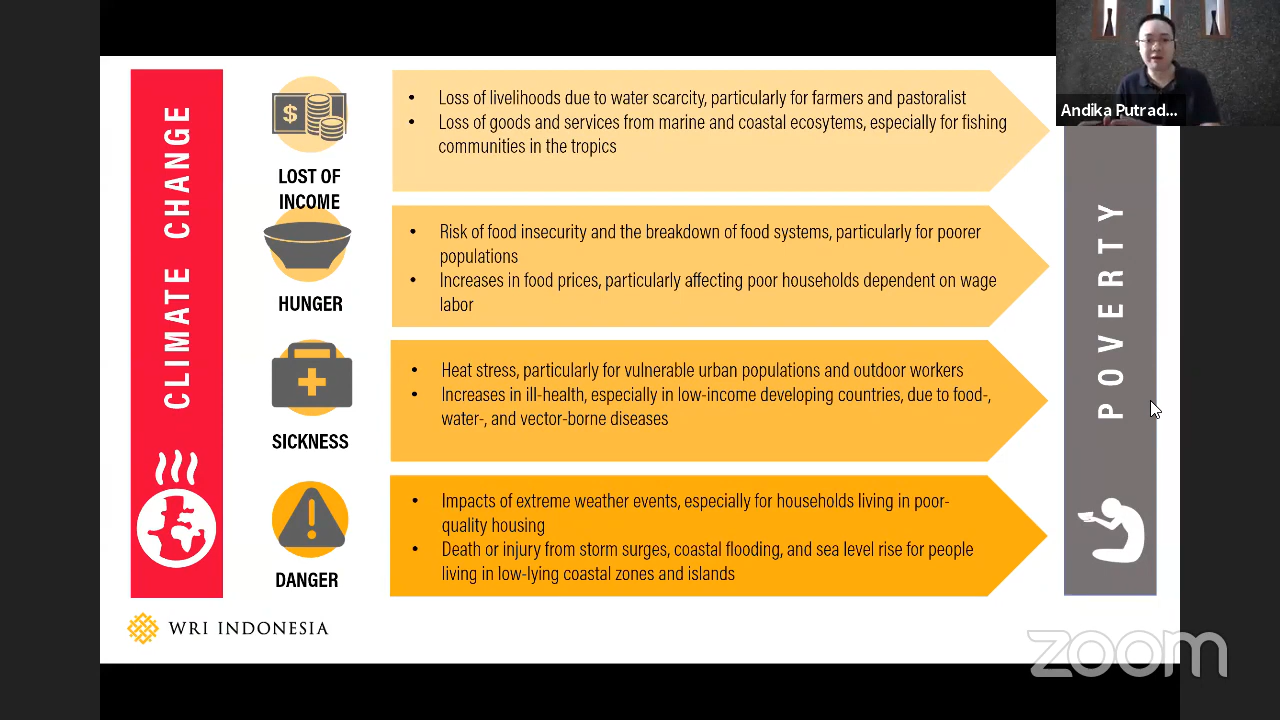 CLIMATE CHANGE
LOST OF
INCOME
• Loss of livelihoods due to water scarcity, particularly for farmers and pastoralist
• Loss of goods and services from marine and coastal ecosytems, especially for fishing
communities in the tropics
HUNGER
• Risk of food insecurity and the breakdown of food systems, particularly for poorer
populations
• Increases in food prices, particularly affecting poor households dependent on wage
labor
SICKNESS
• Heat stress, particularly for vulnerable urban populations and outdoor workers
• Increases in ill-health, especially in low-income developing countries, due to food-,
water-, and vector-borne diseases
DANGER
• Impacts of extreme weather events, especially for households living in poor-
quality housing
• Death or injury from storm surges, coastal flooding, and sea level rise for people
living in low-lying coastal zones and islands
POVERTY
Andika Putrad...
WRI INDONESIA
zoom